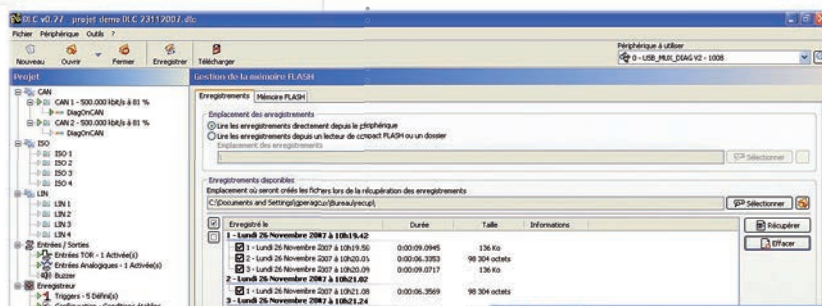 DLC v0.27 - projet demo DLC 23112007.dlc
Fichier Périphérique Outils ?
Nouveau Ouvrir Fermer Enregistrer Télécharger
Périphérique à utiliser
0 - USB_MUX_DIAG V2 - 1008
Projet
Gestion de la mémoire FLASH
CAN
CAN 1 - 500.000 kbit/s à 81 %
DiagOnCAN
CAN 2 - 500.000 kbit/s à 81 %
DiagOnCAN
ISO
ISO 1
ISO 2
ISO 3
ISO 4
LIN
LIN 1
LIN 2
LIN 3
LIN 4
Entrées / Sorties
Entrées TOR - 1 Activée(s)
Entrées Analogiques - 1 Activée(s)
Buzzer
Enregistreur
Triggers - 5 Défini(s)
Enregistrements Mémoire FLASH
Emplacement des enregistrements
Lire les enregistrements directement depuis le périphérique
Lire les enregistrements depuis un lecteur de compact FLASH ou un dossier
Emplacement des enregistrements
\
Sélectionner
Enregistrements disponibles
Emplacement où seront créés les fichiers lors de la récupération des enregistrements
C:\Documents and Settings\gperagcur\Bureau\recup\
Sélectionner
Enregistré le Durée Taille Informations
Récupérer
Effacer
1 - Lundi 26 Novembre 2007 à 10h19.42
1 - Lundi 26 Novembre 2007 à 10h19.56 0:00:09.0945 136 Ko
2 - Lundi 26 Novembre 2007 à 10h20.01 0:00:06.3353 98 304 octets
3 - Lundi 26 Novembre 2007 à 10h20.09 0:00:09.0717 136 Ko
2 - Lundi 26 Novembre 2007 à 10h21.02
1 - Lundi 26 Novembre 2007 à 10h21.08 0:00:06.3569 98 304 octets
3 - Lundi 26 Novembre 2007 à 10h21.24